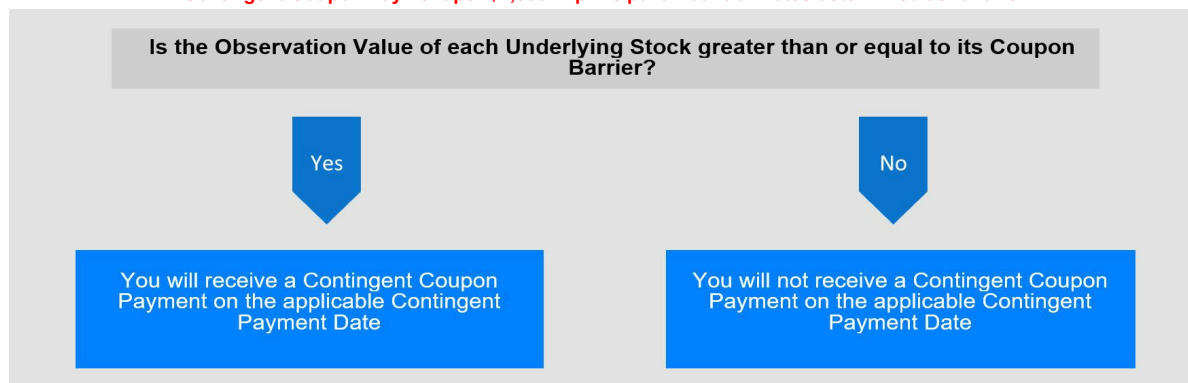 Is the Observation Value of each Underlying Stock greater than or equal to its Coupon
Barrier?
Yes
No
You will receive a Contingent Coupon
Payment on the applicable Contingent
Payment Date
You will not receive a Contingent Coupon
Payment on the applicable Contingent
Payment Date